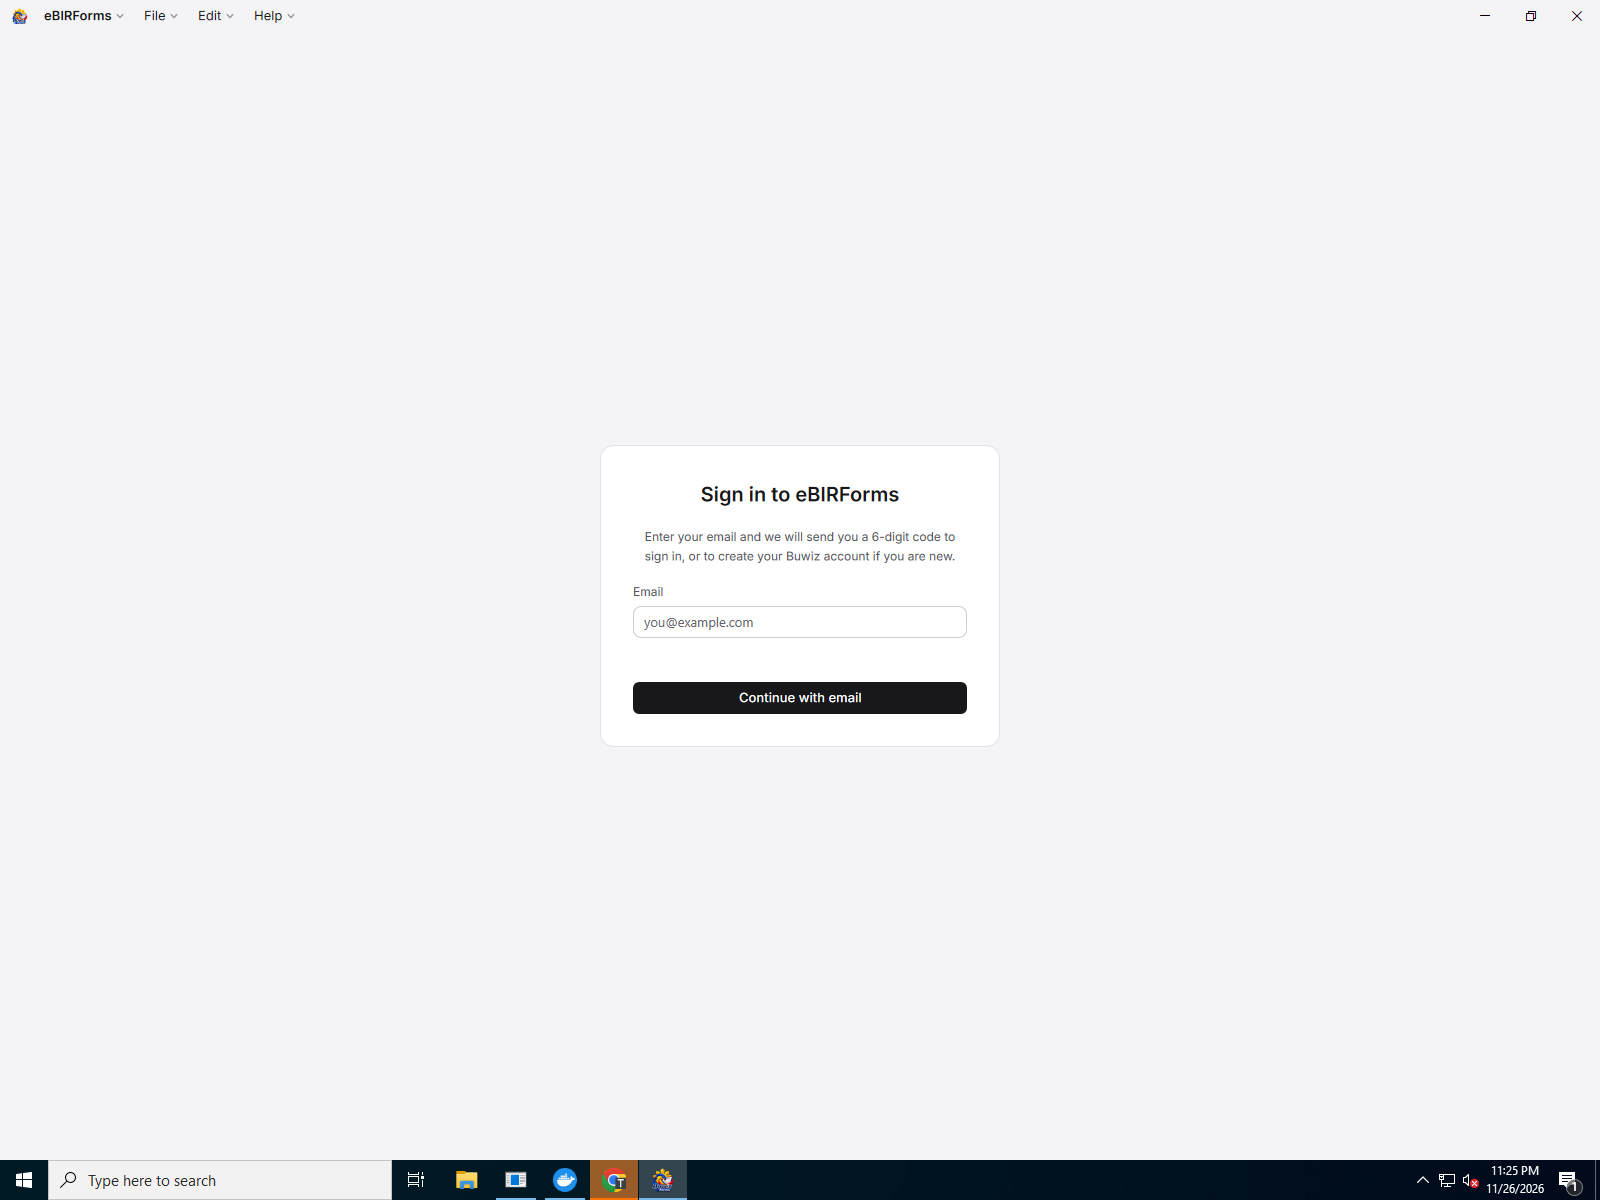 eBIRForms File Edit Help
Sign in to eBIRForms
Enter your email and we will send you a 6-digit code to
sign in, or to create your Buwiz account if you are new.
Email
you@example.com
Continue with email
Type here to search
11:25 PM
11/26/2026
1